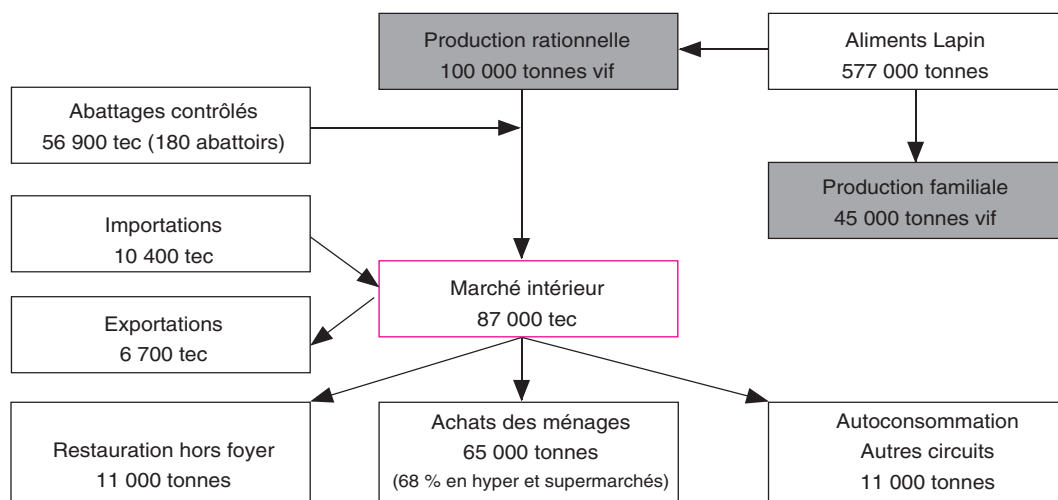 Production rationnelle
100 000 tonnes vif
Aliments Lapin
577 000 tonnes
Abattages contrôlés
56 900 tec (180 abattoirs)
Production familiale
45 000 tonnes vif
Importations
10 400 tec
Marché intérieur
87 000 tec
Exportations
6 700 tec
Restauration hors foyer
11 000 tonnes
Achats des ménages
65 000 tonnes
(68 % en hyper et supermarchés)
Autoconsommation
Autres circuits
11 000 tonnes